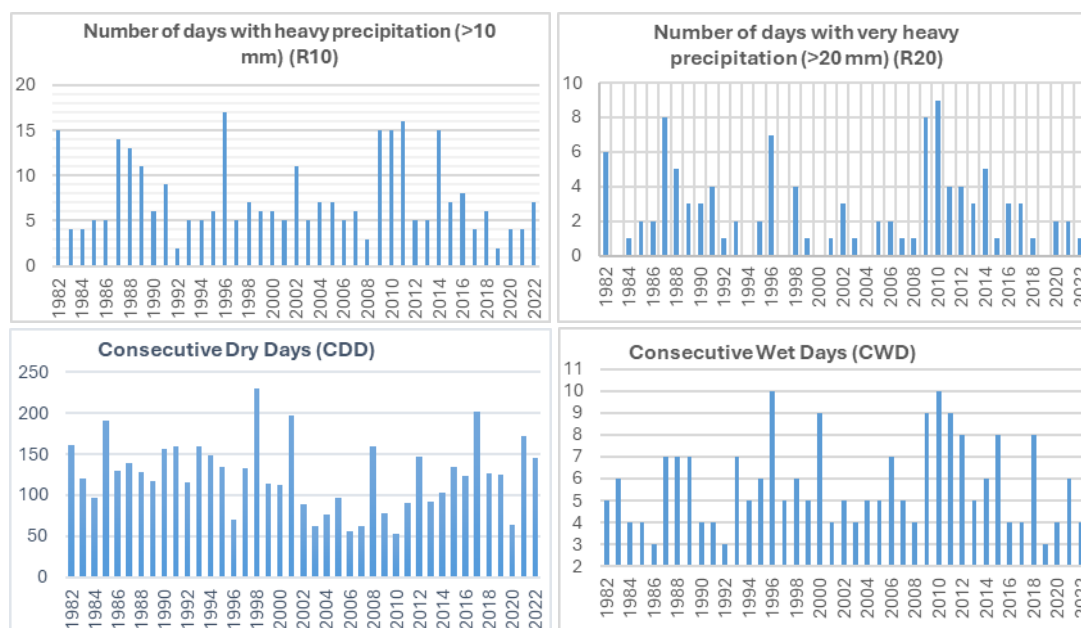 Number of days with heavy precipitation (>10
mm) (R10)
20
15
10
5
0
1982 1984 1986 1988 1990 1992 1994 1996 1998 2000 2002 2004 2006 2008 2010 2012 2014 2016 2018 2020 2022
Number of days with very heavy
precipitation (>20 mm) (R20)
10
8
6
4
2
0
1982 1984 1986 1988 1990 1992 1994 1996 1998 2000 2002 2004 2006 2008 2010 2012 2014 2016 2018 2020 2022
Consecutive Dry Days (CDD)
250
200
150
100
50
0
1982 1984 1986 1988 1990 1992 1994 1996 1998 2000 2002 2004 2006 2008 2010 2012 2014 2016 2018 2020 2022
Consecutive Wet Days (CWD)
11
10
9
8
7
6
5
4
3
2
1982 1984 1986 1988 1990 1992 1994 1996 1998 2000 2002 2004 2006 2008 2010 2012 2014 2016 2018 2020 2022